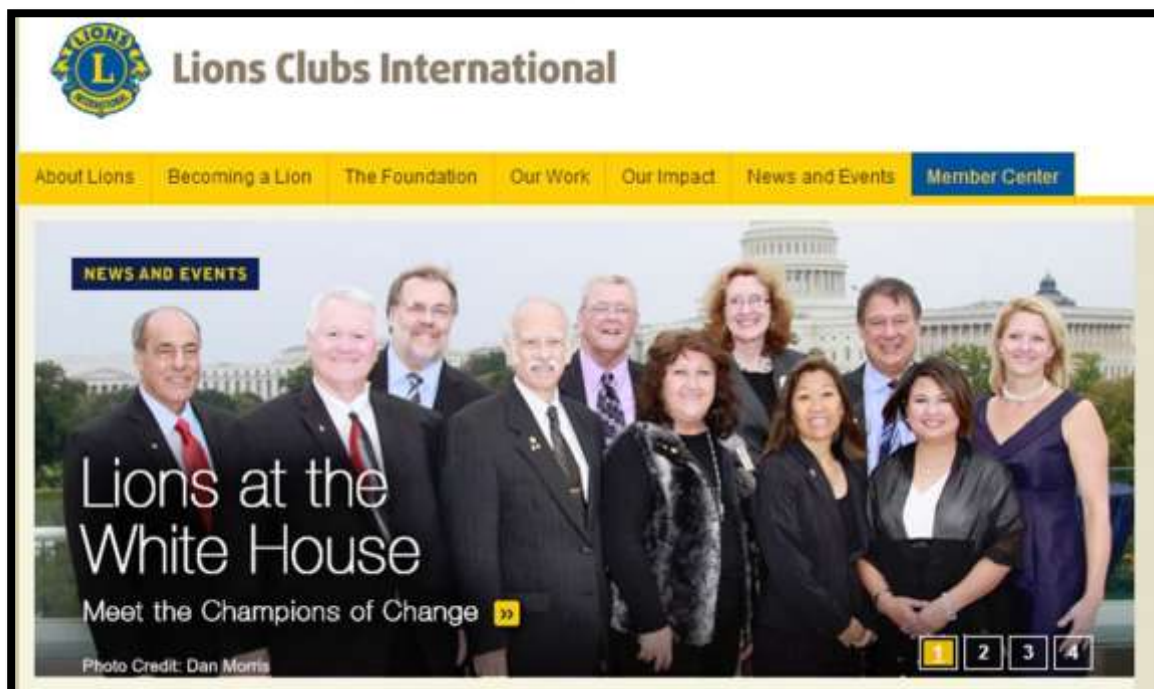 LIONS
L
INTERNATIONAL
Lions Clubs International
About Lions Becoming a Lion The Foundation Our Work Our Impact News and Events Member Center
NEWS AND EVENTS
Lions at the
White House
Meet the Champions of Change »
Photo Credit: Dan Morris
1 2 3 4